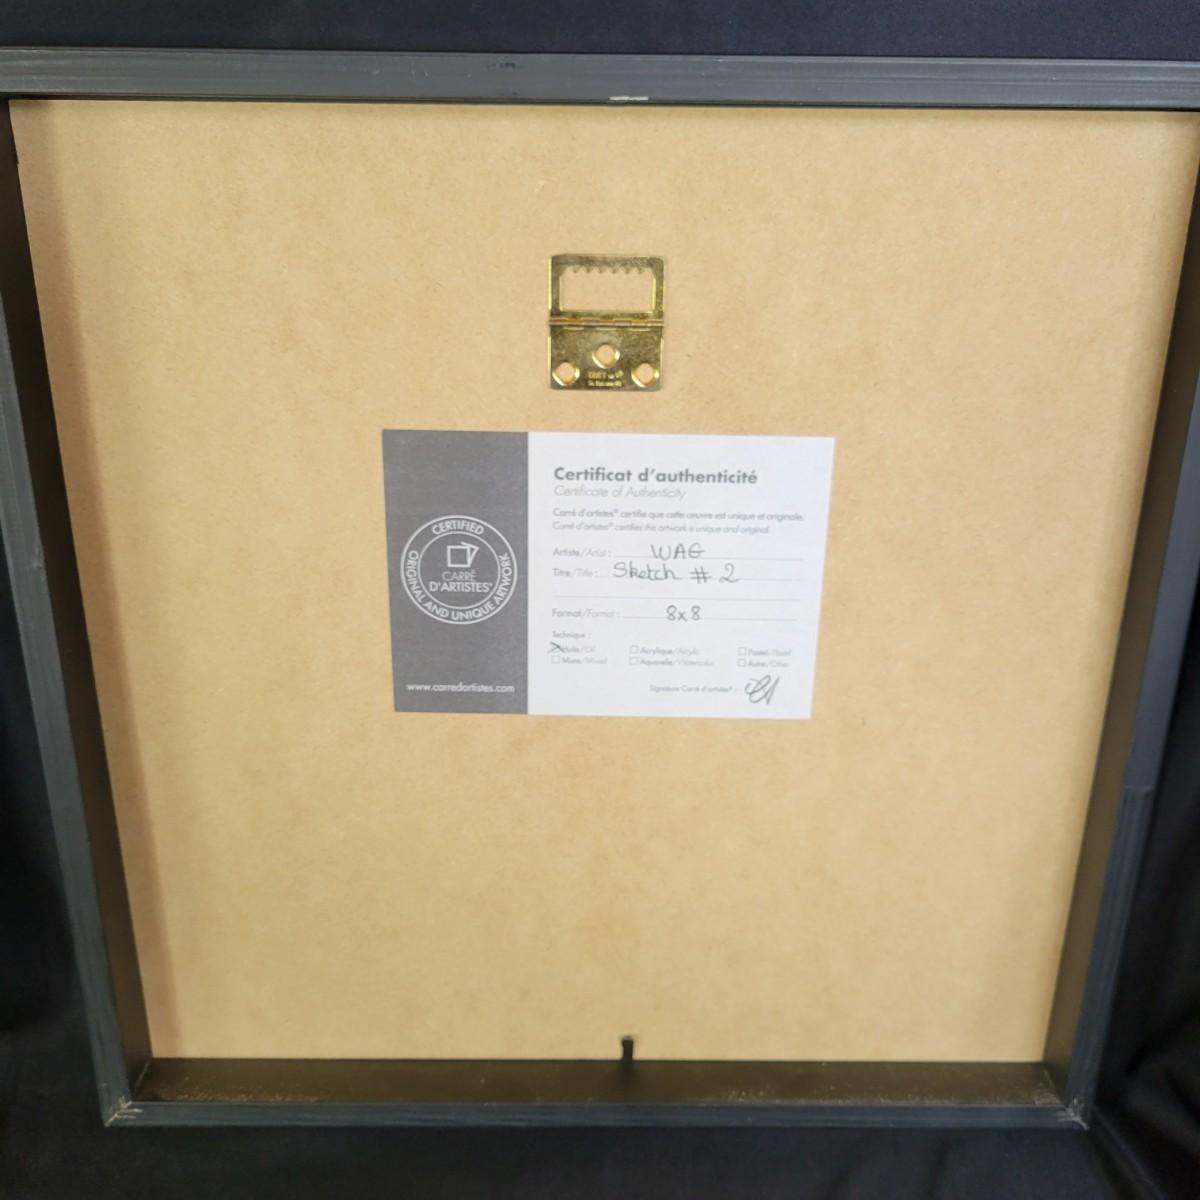 Certificat d'authenticité
Certificate of Authenticity
Carré d'artistes® certifie que cette œuvre est unique et originale.
Carré d'artistes® certifies this artwork is unique and original.
Artiste/Artist : WAG
Titre/Title : Sketch # 2
Format/Format : 8x8
Technique :
Huile/Oil
Acrylique/Acrylic
Pastel/Pastel
Mixte/Mixed
Aquarelle/Watercolor
Autre/Other
Signature Carré d'artistes® :
CERTIFIED
CARRÉ
D'ARTISTES®
ORIGINAL AND UNIQUE ARTWORK
www.carredartistes.com